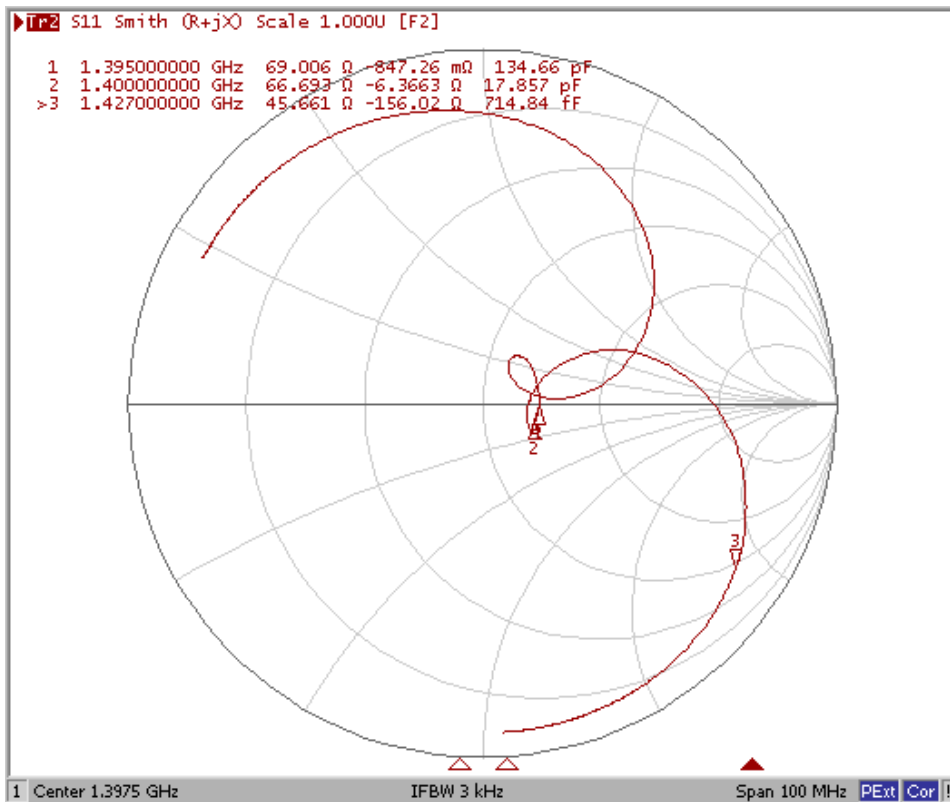 Tr2 S11 Smith (R+jX) Scale 1.000U [F2]
1 1.395000000 GHz 69.006 Ω -847.26 mΩ 134.66 pF
2 1.400000000 GHz 66.693 Ω -6.3663 Ω 17.857 pF
>3 1.427000000 GHz 45.661 Ω -156.02 Ω 714.84 fF
2
3
1 Center 1.3975 GHz IFBW 3 kHz Span 100 MHz PExt Cor